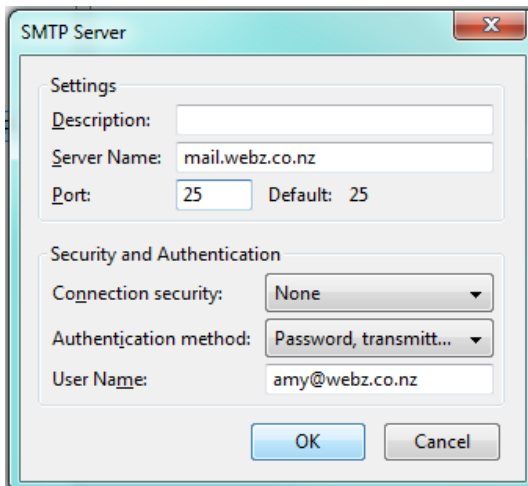 SMTP Server
Settings
Description:
Server Name: mail.webz.co.nz
Port: 25 Default: 25
Security and Authentication
Connection security: None
Authentication method: Password, transmitt...
User Name: amy@webz.co.nz
OK Cancel